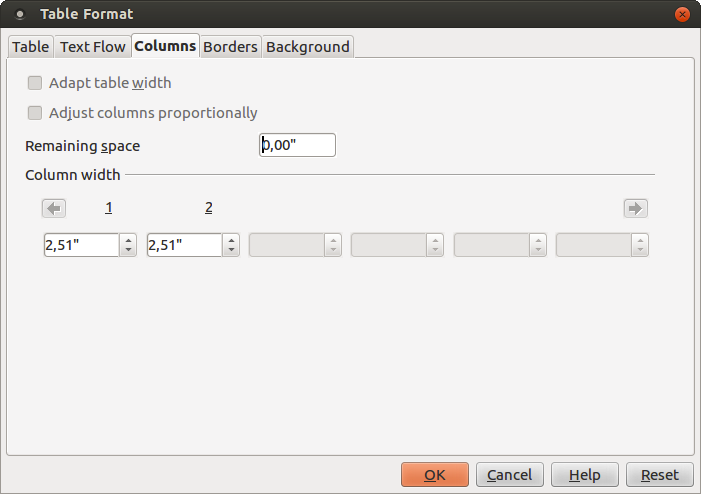 Table Format
Table Text Flow Columns Borders Background
Adapt table width
Adjust columns proportionally
Remaining space 0,00"
Column width
1 2
2,51" 2,51"
OK Cancel Help Reset